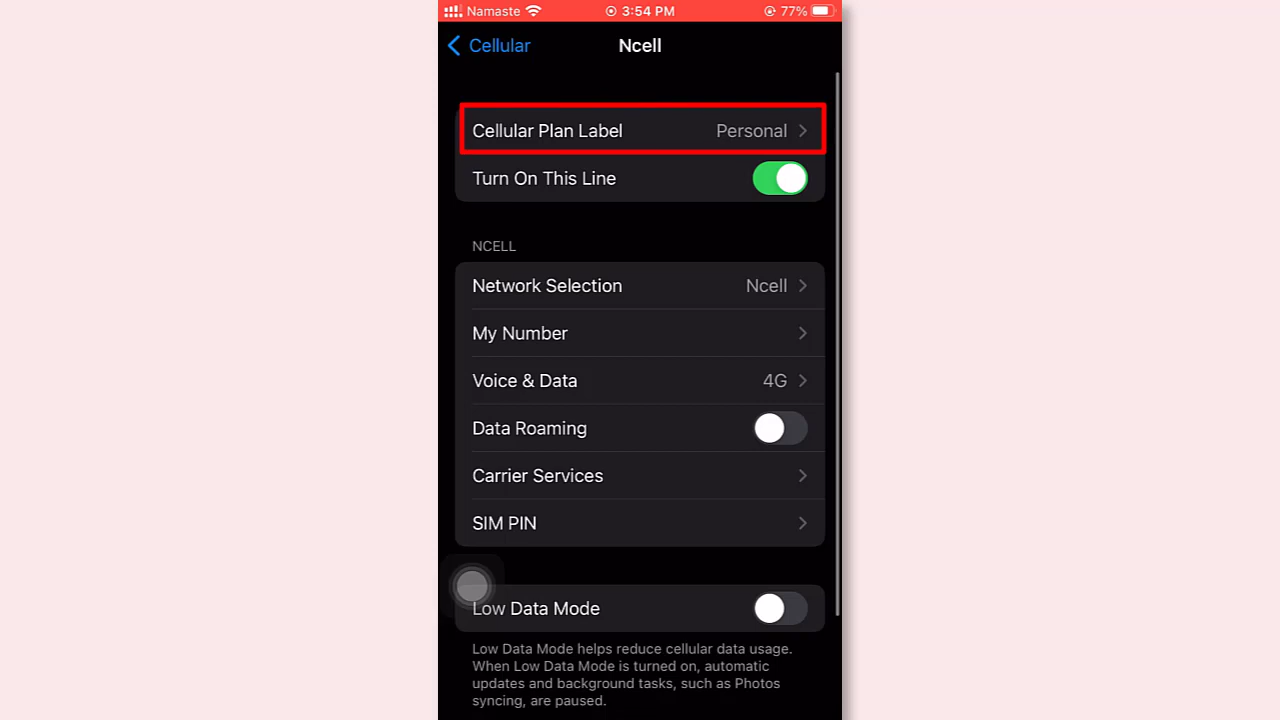 Namaste 3:54 PM 77%
Cellular Ncell
Cellular Plan Label Personal
Turn On This Line
NCELL
Network Selection Ncell
My Number
Voice & Data 4G
Data Roaming
Carrier Services
SIM PIN
Low Data Mode
Low Data Mode helps reduce cellular data usage.
When Low Data Mode is turned on, automatic
updates and background tasks, such as Photos
syncing, are paused.